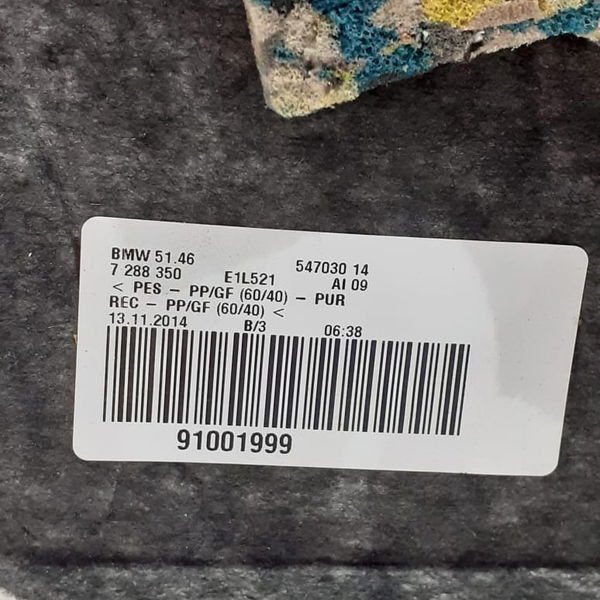 BMW 51.46 547030 14
7 288 350 E1L521 AI 09
< PES – PP/GF (60/40) – PUR
REC – PP/GF (60/40) <
13.11.2014 B/3 06:38
91001999